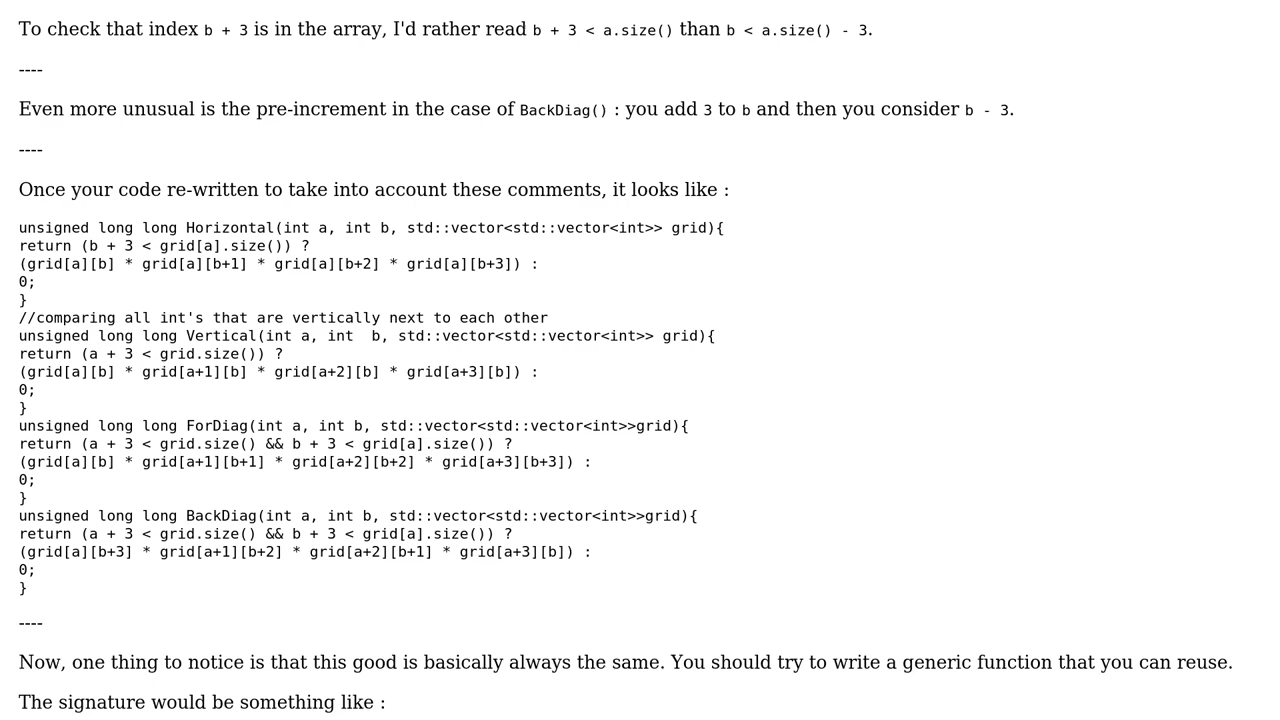 To check that index b + 3 is in the array, I'd rather read b + 3 < a.size() than b < a.size() - 3.
----
Even more unusual is the pre-increment in the case of BackDiag() : you add 3 to b and then you consider b - 3.
----
Once your code re-written to take into account these comments, it looks like :
unsigned long long Horizontal(int a, int b, std::vector<std::vector<int>> grid){
return (b + 3 < grid[a].size()) ?
(grid[a][b] * grid[a][b+1] * grid[a][b+2] * grid[a][b+3]) :
0;
}
//comparing all int's that are vertically next to each other
unsigned long long Vertical(int a, int  b, std::vector<std::vector<int>> grid){
return (a + 3 < grid.size()) ?
(grid[a][b] * grid[a+1][b] * grid[a+2][b] * grid[a+3][b]) :
0;
}
unsigned long long ForDiag(int a, int b, std::vector<std::vector<int>>grid){
return (a + 3 < grid.size() && b + 3 < grid[a].size()) ?
(grid[a][b] * grid[a+1][b+1] * grid[a+2][b+2] * grid[a+3][b+3]) :
0;
}
unsigned long long BackDiag(int a, int b, std::vector<std::vector<int>>grid){
return (a + 3 < grid.size() && b + 3 < grid[a].size()) ?
(grid[a][b+3] * grid[a+1][b+2] * grid[a+2][b+1] * grid[a+3][b]) :
0;
}
----
Now, one thing to notice is that this good is basically always the same. You should try to write a generic function that you can reuse.
The signature would be something like :